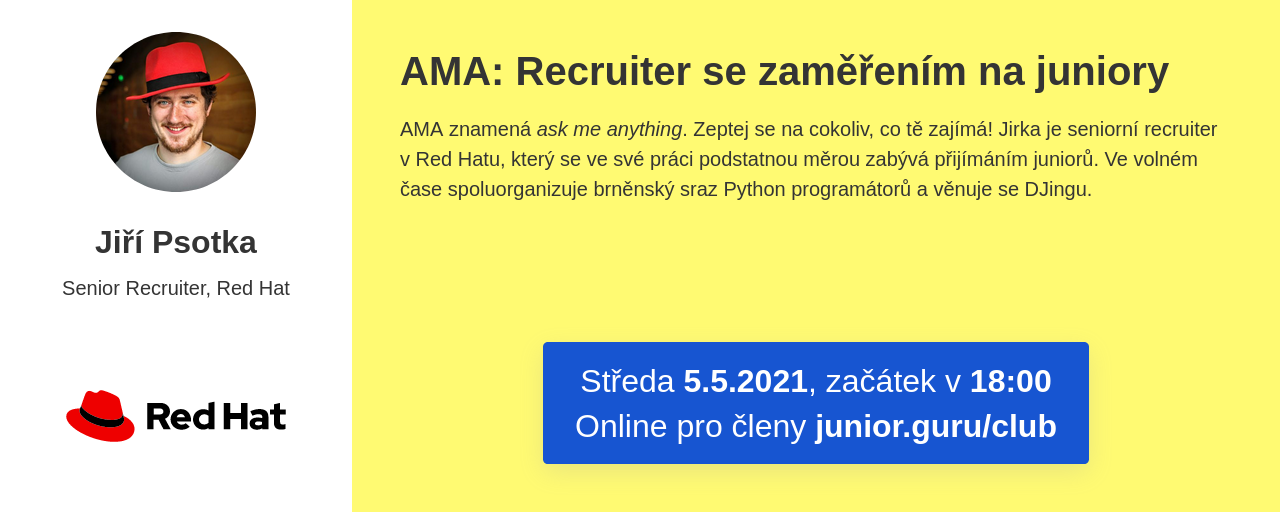 Jiří Psotka
Senior Recruiter, Red Hat
Red Hat
AMA: Recruiter se zaměřením na juniory
AMA znamená ask me anything. Zeptej se na cokoliv, co tě zajímá! Jirka je seniorní recruiter
v Red Hatu, který se ve své práci podstatnou měrou zabývá přijímáním juniorů. Ve volném
čase spoluorganizuje brněnský sraz Python programátorů a věnuje se DJingu.
Středa 5.5.2021, začátek v 18:00
Online pro členy junior.guru/club